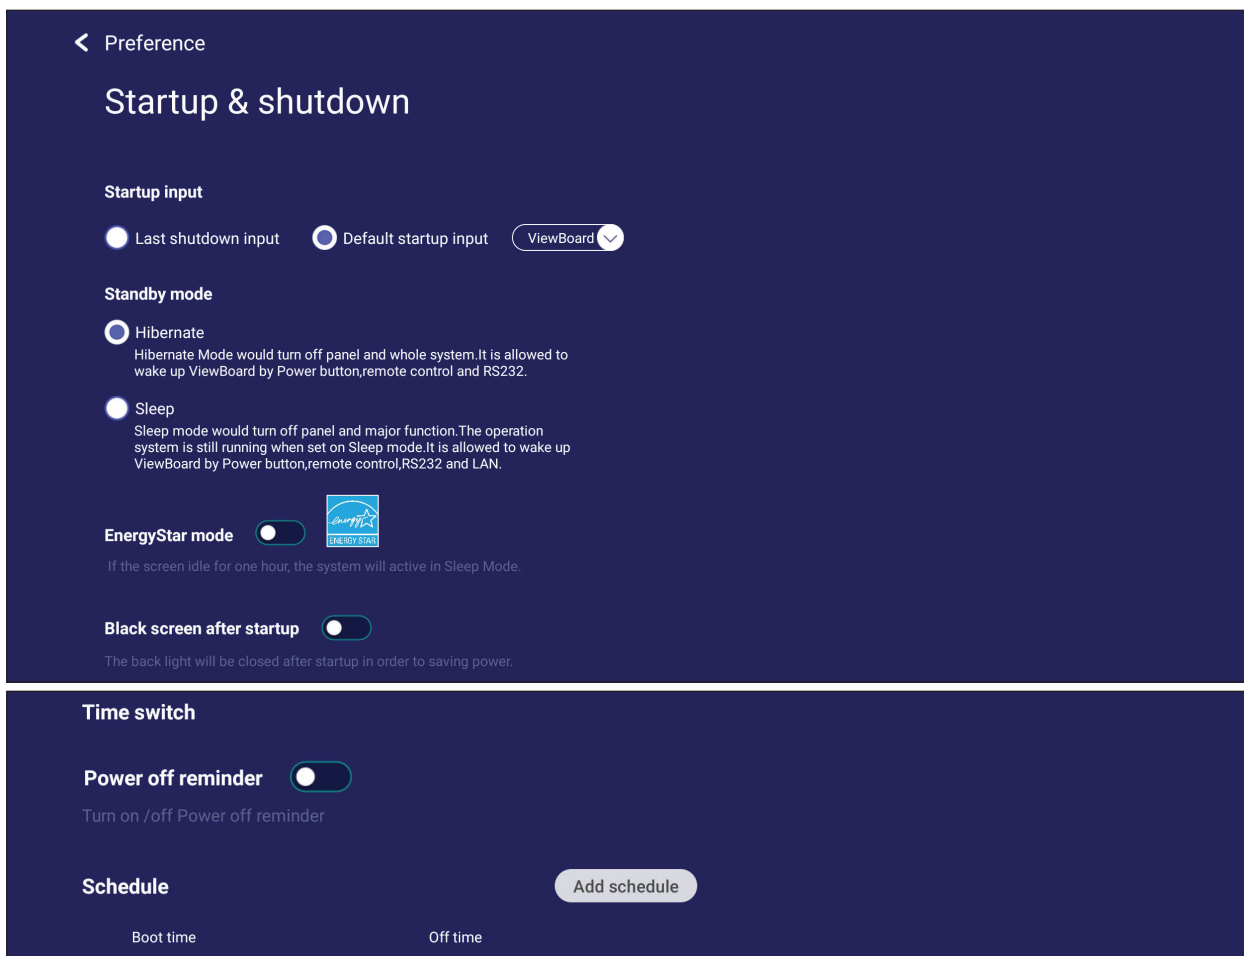 Preference
Startup & shutdown
Startup input
Last shutdown input Default startup input ViewBoard
Standby mode
Hibernate
Hibernate Mode would turn off panel and whole system.It is allowed to
wake up ViewBoard by Power button,remote control and RS232.
Sleep
Sleep mode would turn off panel and major function.The operation
system is still running when set on Sleep mode.It is allowed to wake up
ViewBoard by Power button,remote control,RS232 and LAN.
EnergyStar mode
energy
ENERGY STAR
If the screen idle for one hour, the system will active in Sleep Mode.
Black screen after startup
The back light will be closed after startup in order to saving power.
Time switch
Power off reminder
Turn on /off Power off reminder
Schedule Add schedule
Boot time Off time